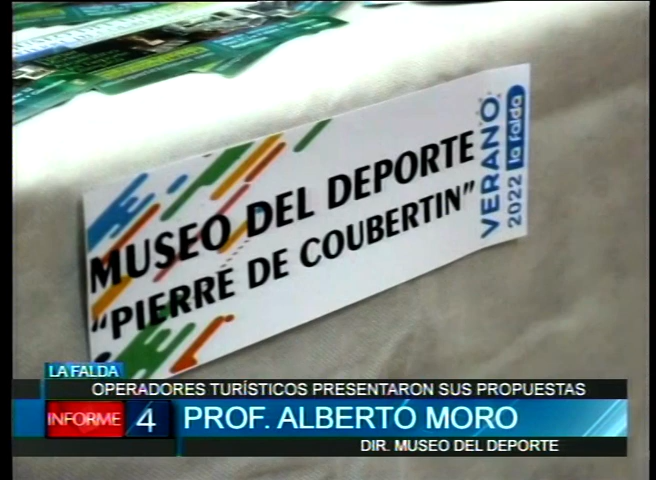 MUSEO DEL DEPORTE
"PIERRE DE COUBERTIN"
VERANO
2022 la falda
LA FALDA
OPERADORES TURÍSTICOS PRESENTARON SUS PROPUESTAS
INFORME 4
PROF. ALBERTÓ MORO
DIR. MUSEO DEL DEPORTE